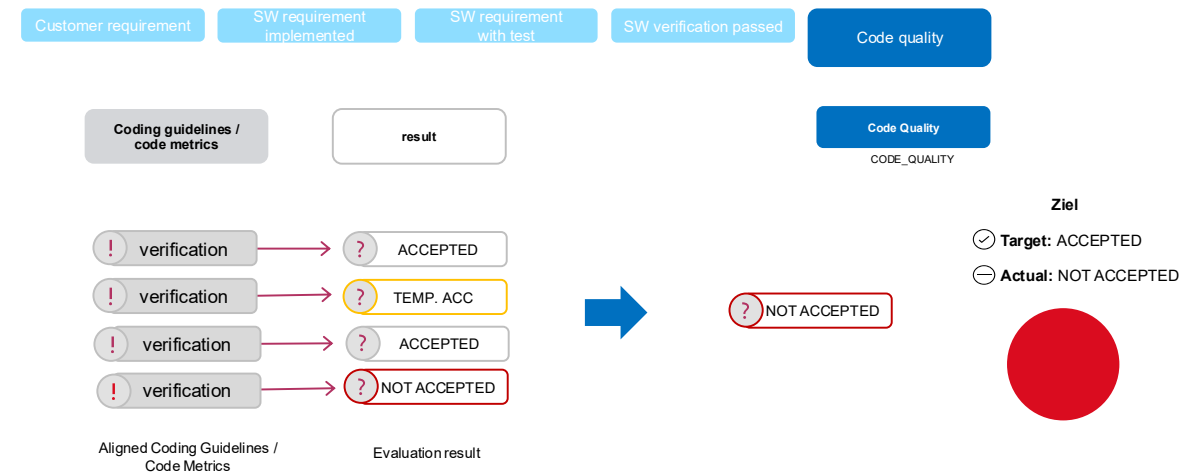 Customer requirement
SW requirement
implemented
SW requirement
with test
SW verification passed
Code quality
Coding guidelines /
code metrics
result
Code Quality
CODE_QUALITY
Ziel
Target: ACCEPTED
Actual: NOT ACCEPTED
! verification
? ACCEPTED
! verification
? TEMP. ACC
! verification
? ACCEPTED
! verification
? NOT ACCEPTED
? NOT ACCEPTED
Aligned Coding Guidelines /
Code Metrics
Evaluation result